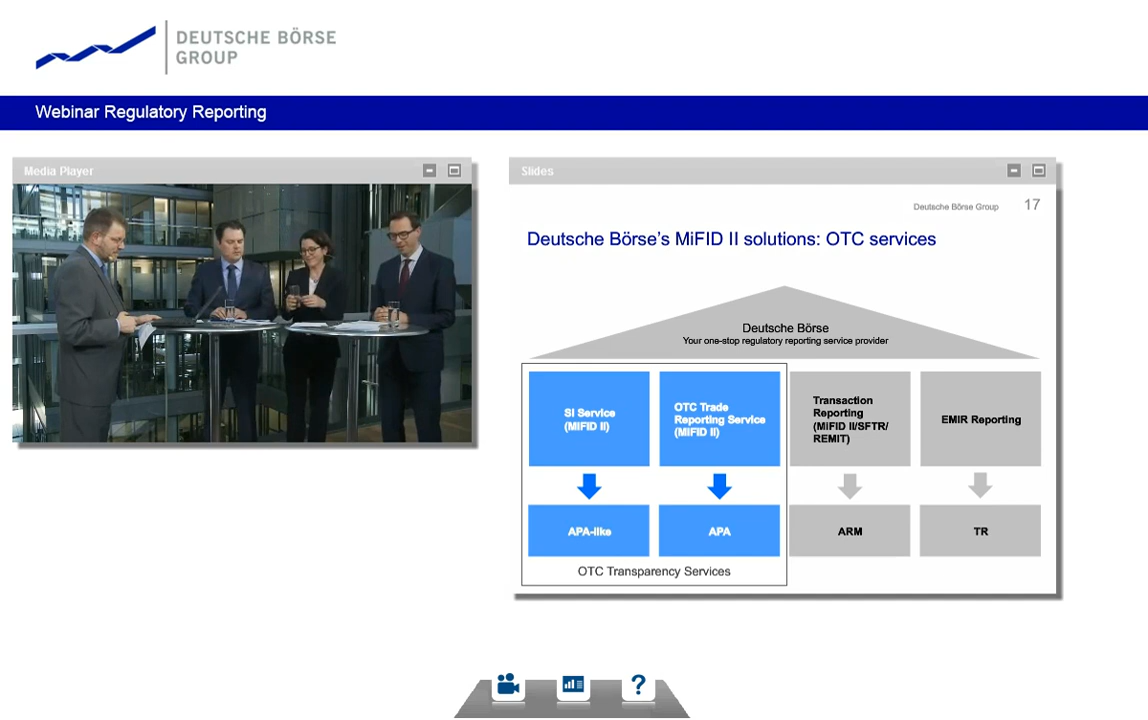 DEUTSCHE BÖRSE
GROUP
Webinar Regulatory Reporting
Media Player
Slides
Deutsche Börse Group 17
Deutsche Börse's MiFID II solutions: OTC services
Deutsche Börse
Your one-stop regulatory reporting service provider
SI Service
(MiFID II)
OTC Trade
Reporting Service
(MiFID II)
Transaction
Reporting
(MiFID II/SFTR/
REMIT)
EMIR Reporting
APA-like
APA
ARM
TR
OTC Transparency Services
?